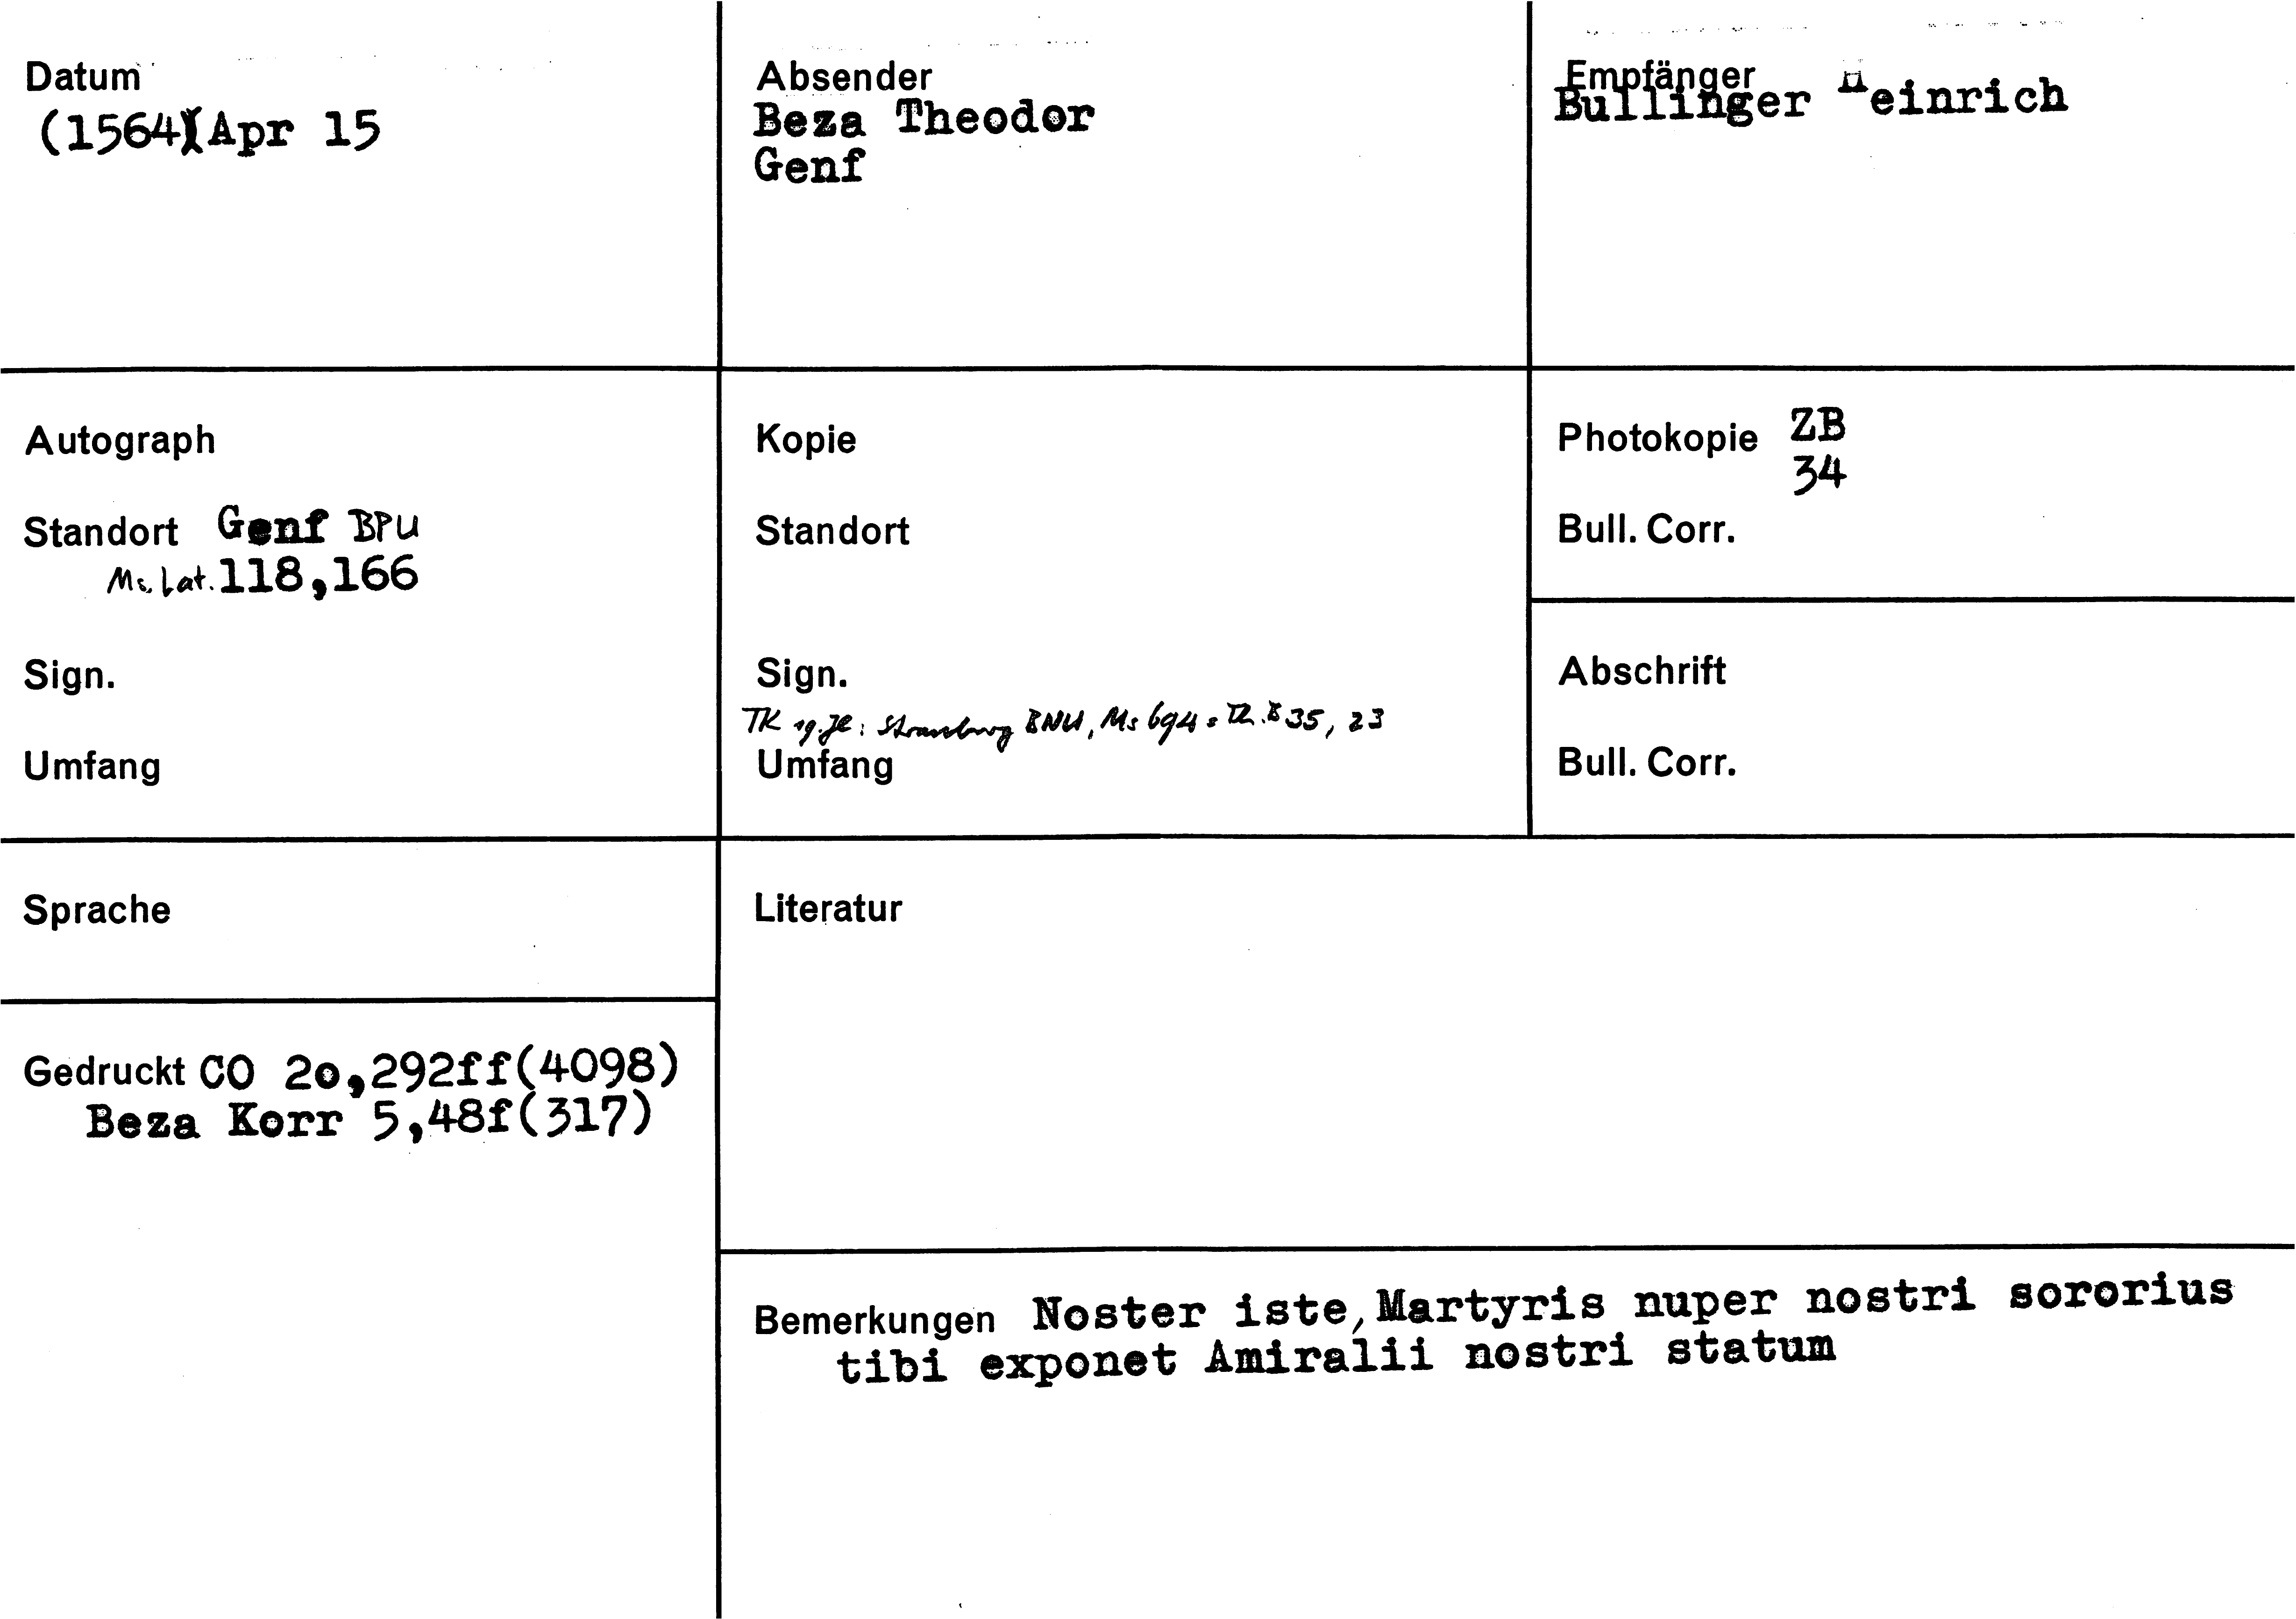 Datum
(1564) Apr 15
Absender
Beza Theodor
Genf
Empfänger
Bullinger Heinrich
Autograph
Standort Genf BPU
Ms. Lat. 118,166
Sign.
Umfang
Kopie
Standort
Sign.
TK 19. Jh: Strassburg BNU, Ms 694 = 35, 23
Umfang
Photokopie ZB
34
Bull. Corr.
Abschrift
Bull. Corr.
Sprache
Literatur
Gedruckt CO 20,292ff(4098)
Beza Korr 5,48f(317)
Bemerkungen Noster iste, Martyris nuper nostri sororius
tibi exponet Amiralii nostri statum